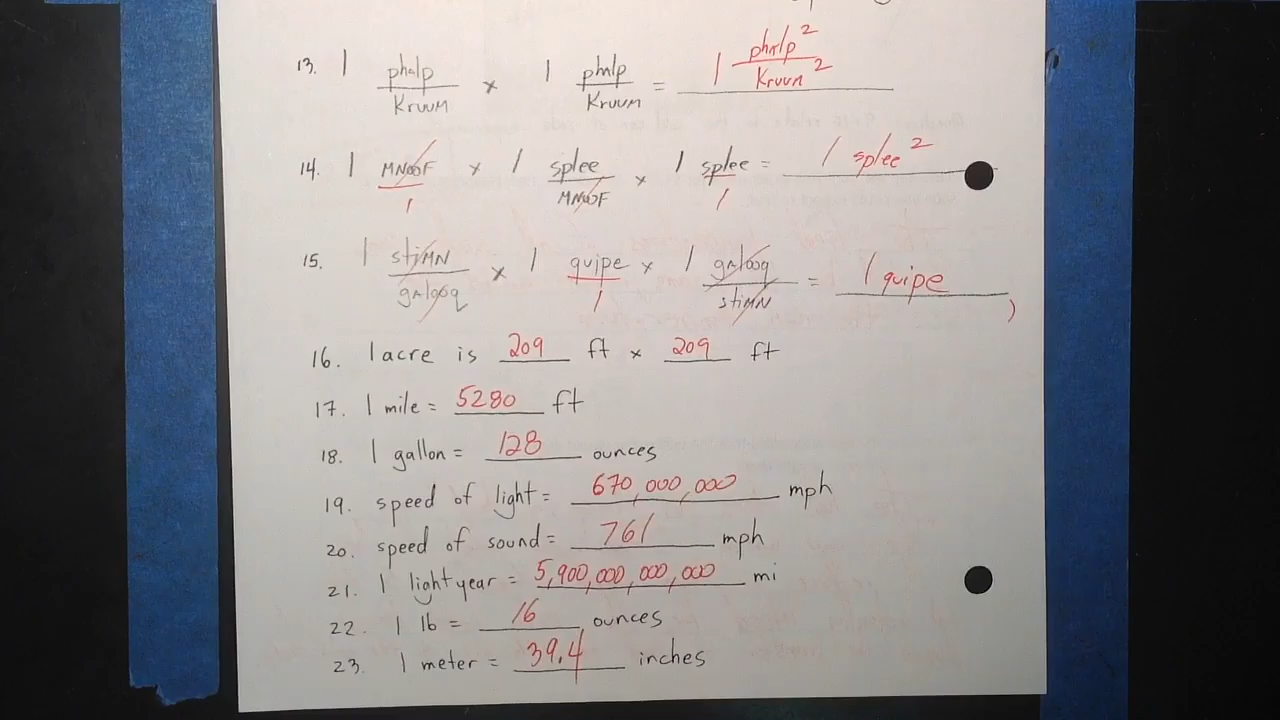 13. 1 phalp/Kruum × 1 phalp/Kruum = 1 phalp²/Kruum²
14. 1 MNOOF/1 × 1 splee/MNOOF × 1 splee/1 = 1 splee²
15. 1 stiMN/galooq × 1 quipe/1 × 1 galooq/stiMN = 1 quipe
16. 1 acre is 209 ft × 209 ft
17. 1 mile = 5280 ft
18. 1 gallon = 128 ounces
19. speed of light = 670,000,000 mph
20. speed of sound = 761 mph
21. 1 lightyear = 5,900,000,000,000 mi
22. 1 lb = 16 ounces
23. 1 meter = 39.4 inches